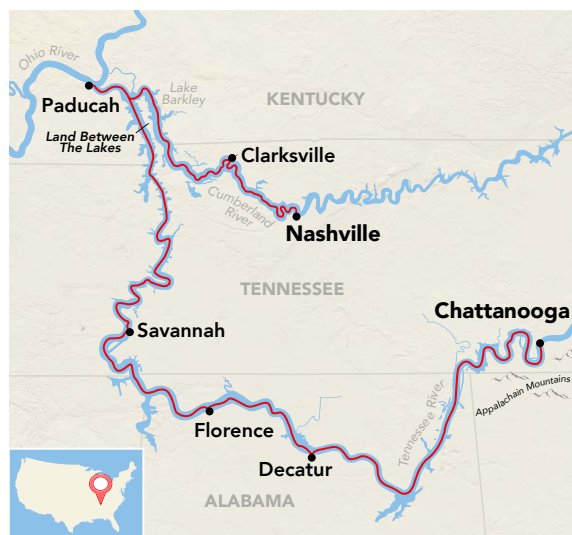 Ohio River
Paducah
Lake
Barkley
KENTUCKY
Land Between
The Lakes
Clarksville
Cumberland
River
Nashville
TENNESSEE
Chattanooga
Savannah
Appalachain Mountains
Tennessee River
Florence
Decatur
ALABAMA